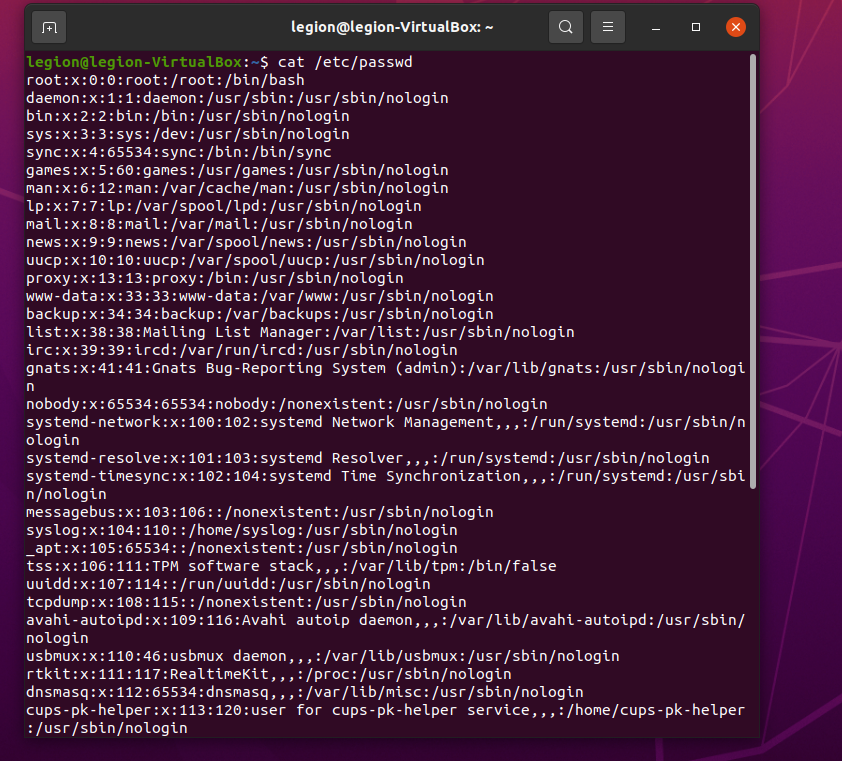 legion@legion-VirtualBox: ~
legion@legion-VirtualBox:~$ cat /etc/passwd
root:x:0:0:root:/root:/bin/bash
daemon:x:1:1:daemon:/usr/sbin:/usr/sbin/nologin
bin:x:2:2:bin:/bin:/usr/sbin/nologin
sys:x:3:3:sys:/dev:/usr/sbin/nologin
sync:x:4:65534:sync:/bin:/bin/sync
games:x:5:60:games:/usr/games:/usr/sbin/nologin
man:x:6:12:man:/var/cache/man:/usr/sbin/nologin
lp:x:7:7:lp:/var/spool/lpd:/usr/sbin/nologin
mail:x:8:8:mail:/var/mail:/usr/sbin/nologin
news:x:9:9:news:/var/spool/news:/usr/sbin/nologin
uucp:x:10:10:uucp:/var/spool/uucp:/usr/sbin/nologin
proxy:x:13:13:proxy:/bin:/usr/sbin/nologin
www-data:x:33:33:www-data:/var/www:/usr/sbin/nologin
backup:x:34:34:backup:/var/backups:/usr/sbin/nologin
list:x:38:38:Mailing List Manager:/var/list:/usr/sbin/nologin
irc:x:39:39:ircd:/var/run/ircd:/usr/sbin/nologin
gnats:x:41:41:Gnats Bug-Reporting System (admin):/var/lib/gnats:/usr/sbin/nologi
n
nobody:x:65534:65534:nobody:/nonexistent:/usr/sbin/nologin
systemd-network:x:100:102:systemd Network Management,,,:/run/systemd:/usr/sbin/n
ologin
systemd-resolve:x:101:103:systemd Resolver,,,:/run/systemd:/usr/sbin/nologin
systemd-timesync:x:102:104:systemd Time Synchronization,,,:/run/systemd:/usr/sbi
n/nologin
messagebus:x:103:106::/nonexistent:/usr/sbin/nologin
syslog:x:104:110::/home/syslog:/usr/sbin/nologin
_apt:x:105:65534::/nonexistent:/usr/sbin/nologin
tss:x:106:111:TPM software stack,,,:/var/lib/tpm:/bin/false
uuidd:x:107:114::/run/uuidd:/usr/sbin/nologin
tcpdump:x:108:115::/nonexistent:/usr/sbin/nologin
avahi-autoipd:x:109:116:Avahi autoip daemon,,,:/var/lib/avahi-autoipd:/usr/sbin/
nologin
usbmux:x:110:46:usbmux daemon,,,:/var/lib/usbmux:/usr/sbin/nologin
rtkit:x:111:117:RealtimeKit,,,:/proc:/usr/sbin/nologin
dnsmasq:x:112:65534:dnsmasq,,,:/var/lib/misc:/usr/sbin/nologin
cups-pk-helper:x:113:120:user for cups-pk-helper service,,,:/home/cups-pk-helper
:/usr/sbin/nologin